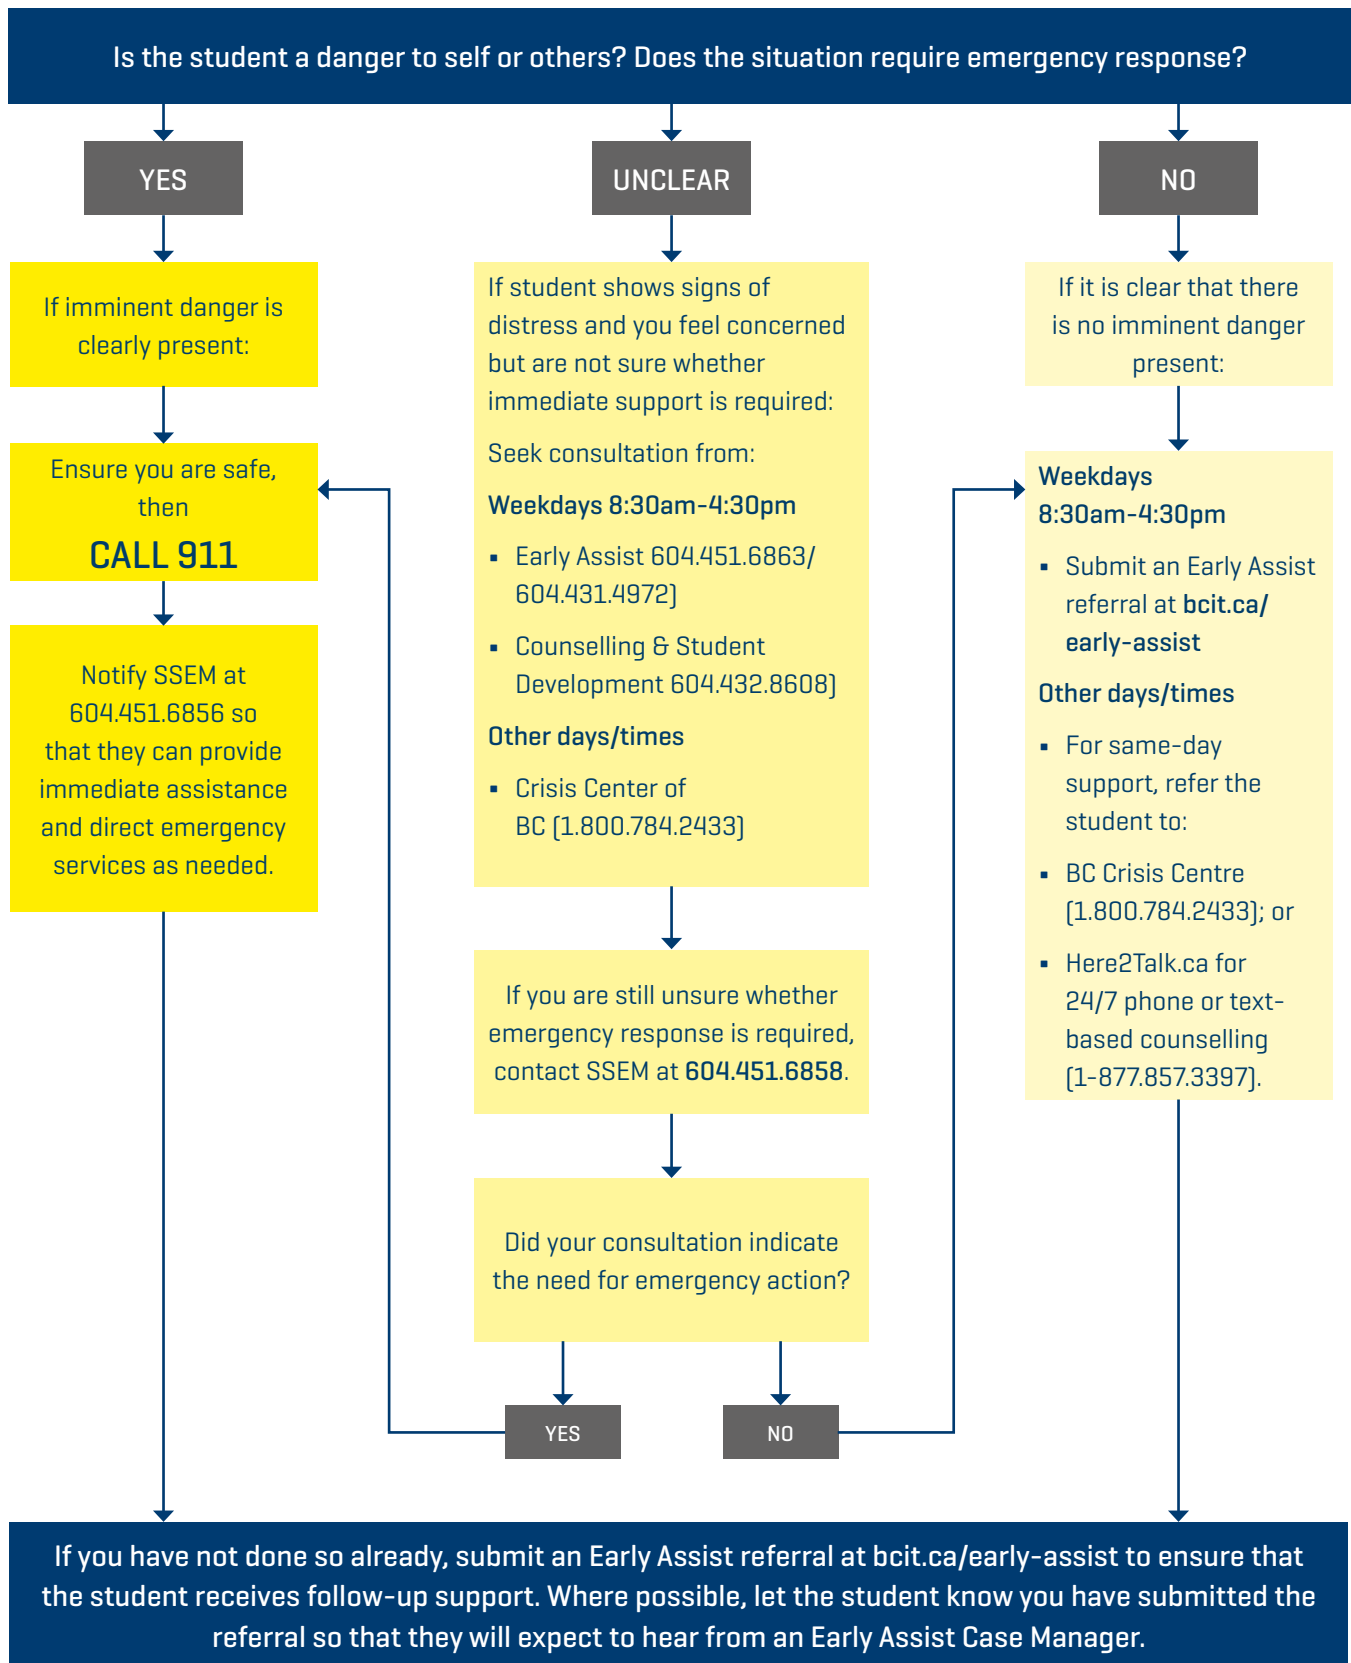 Is the student a danger to self or others? Does the situation require emergency response?
YES
If imminent danger is
clearly present:
Ensure you are safe,
then
CALL 911
Notify SSEM at
604.451.6856 so
that they can provide
immediate assistance
and direct emergency
services as needed.
UNCLEAR
If student shows signs of
distress and you feel concerned
but are not sure whether
immediate support is required:
Seek consultation from:
Weekdays 8:30am-4:30pm
▪ Early Assist 604.451.6863/
604.431.4972)
▪ Counselling & Student
Development 604.432.8608)
Other days/times
▪ Crisis Center of
BC (1.800.784.2433)
If you are still unsure whether
emergency response is required,
contact SSEM at 604.451.6858.
Did your consultation indicate
the need for emergency action?
YES
NO
NO
If it is clear that there
is no imminent danger
present:
Weekdays
8:30am-4:30pm
▪ Submit an Early Assist
referral at bcit.ca/
early-assist
Other days/times
▪ For same-day
support, refer the
student to:
▪ BC Crisis Centre
(1.800.784.2433); or
▪ Here2Talk.ca for
24/7 phone or text-
based counselling
(1-877.857.3397).
If you have not done so already, submit an Early Assist referral at bcit.ca/early-assist to ensure that
the student receives follow-up support. Where possible, let the student know you have submitted the
referral so that they will expect to hear from an Early Assist Case Manager.